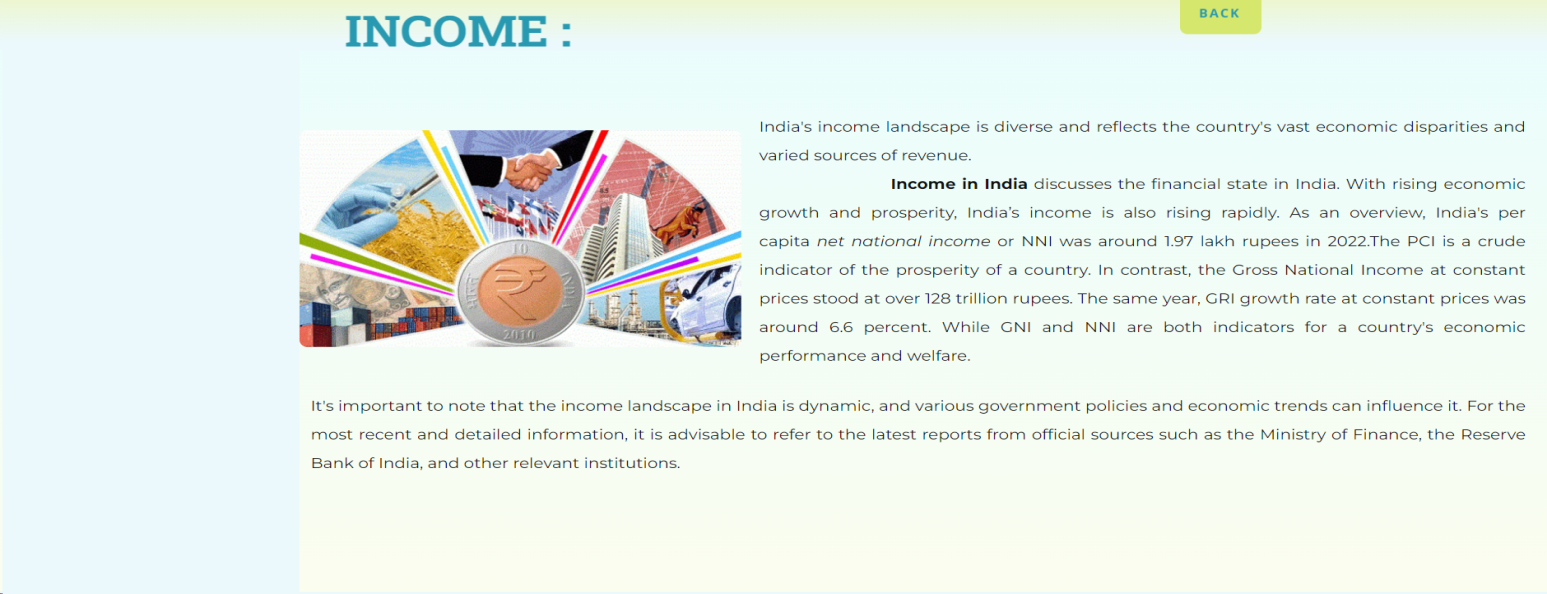 BACK
INCOME :
India's income landscape is diverse and reflects the country's vast economic disparities and
varied sources of revenue.
Income in India discusses the financial state in India. With rising economic
growth and prosperity, India’s income is also rising rapidly. As an overview, India's per
capita net national income or NNI was around 1.97 lakh rupees in 2022.The PCI is a crude
indicator of the prosperity of a country. In contrast, the Gross National Income at constant
prices stood at over 128 trillion rupees. The same year, GRI growth rate at constant prices was
around 6.6 percent. While GNI and NNI are both indicators for a country's economic
performance and welfare.
10
INDIA
2010
It's important to note that the income landscape in India is dynamic, and various government policies and economic trends can influence it. For the
most recent and detailed information, it is advisable to refer to the latest reports from official sources such as the Ministry of Finance, the Reserve
Bank of India, and other relevant institutions.